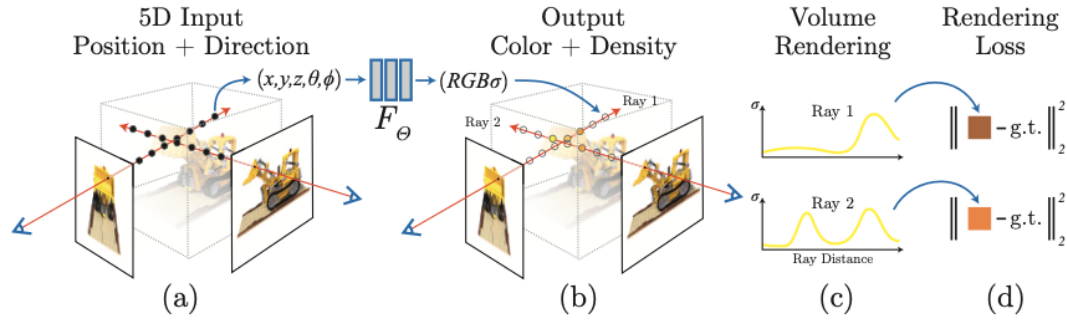 5D Input
Position + Direction
Output
Color + Density
Volume
Rendering
Rendering
Loss
(x,y,z,θ,ϕ)
F_Θ
(RGBσ)
Ray 1
Ray 2
σ
Ray 1
σ
Ray 2
Ray Distance
‖ - g.t. ‖₂²
‖ - g.t. ‖₂²
(a)
(b)
(c)
(d)